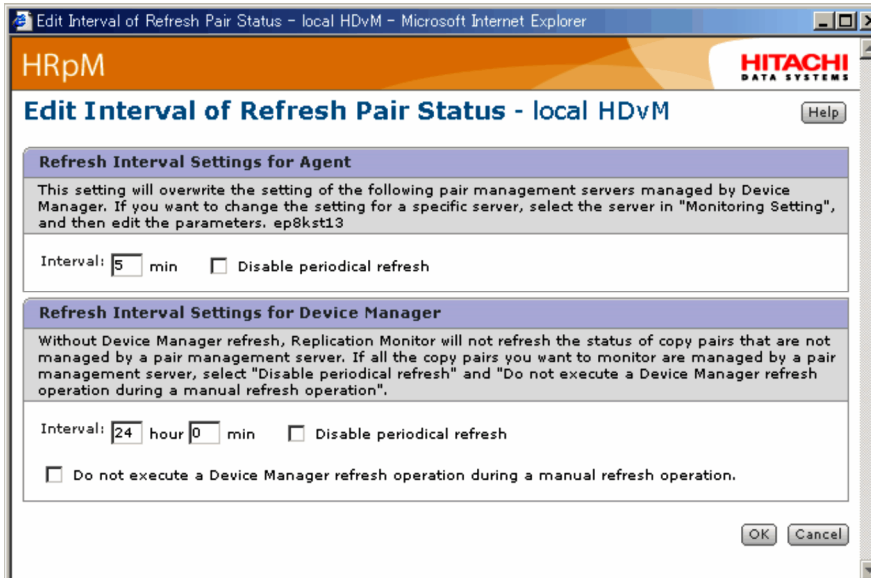 Edit Interval of Refresh Pair Status - local HDvM - Microsoft Internet Explorer
HRpM
HITACHI
DATA SYSTEMS
Edit Interval of Refresh Pair Status - local HDvM
Help
Refresh Interval Settings for Agent
This setting will overwrite the setting of the following pair management servers managed by Device
Manager. If you want to change the setting for a specific server, select the server in "Monitoring Setting",
and then edit the parameters. ep8kst13
Interval: 5 min Disable periodical refresh
Refresh Interval Settings for Device Manager
Without Device Manager refresh, Replication Monitor will not refresh the status of copy pairs that are not
managed by a pair management server. If all the copy pairs you want to monitor are managed by a pair
management server, select "Disable periodical refresh" and "Do not execute a Device Manager refresh
operation during a manual refresh operation".
Interval: 24 hour 0 min Disable periodical refresh
Do not execute a Device Manager refresh operation during a manual refresh operation.
OK Cancel